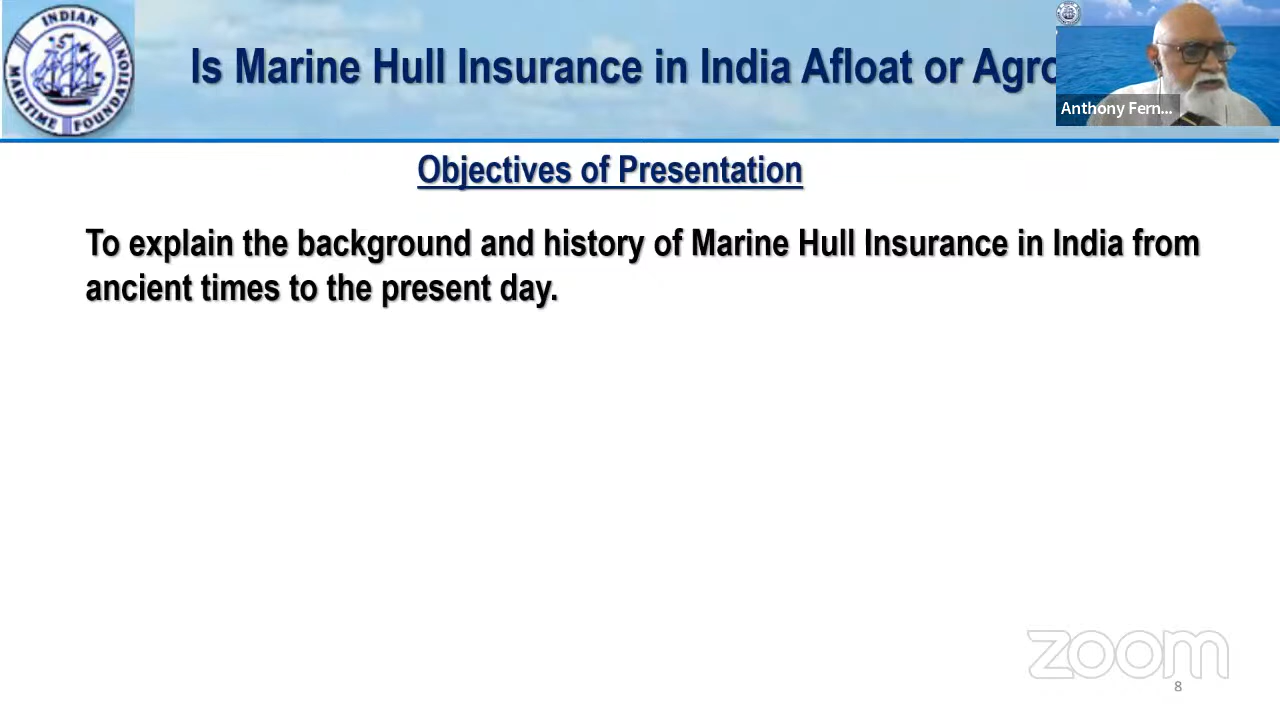 INDIAN
MARITIME FOUNDATION
Is Marine Hull Insurance in India Afloat or Agro
Anthony Fern...
Objectives of Presentation
To explain the background and history of Marine Hull Insurance in India from
ancient times to the present day.
zoom
8